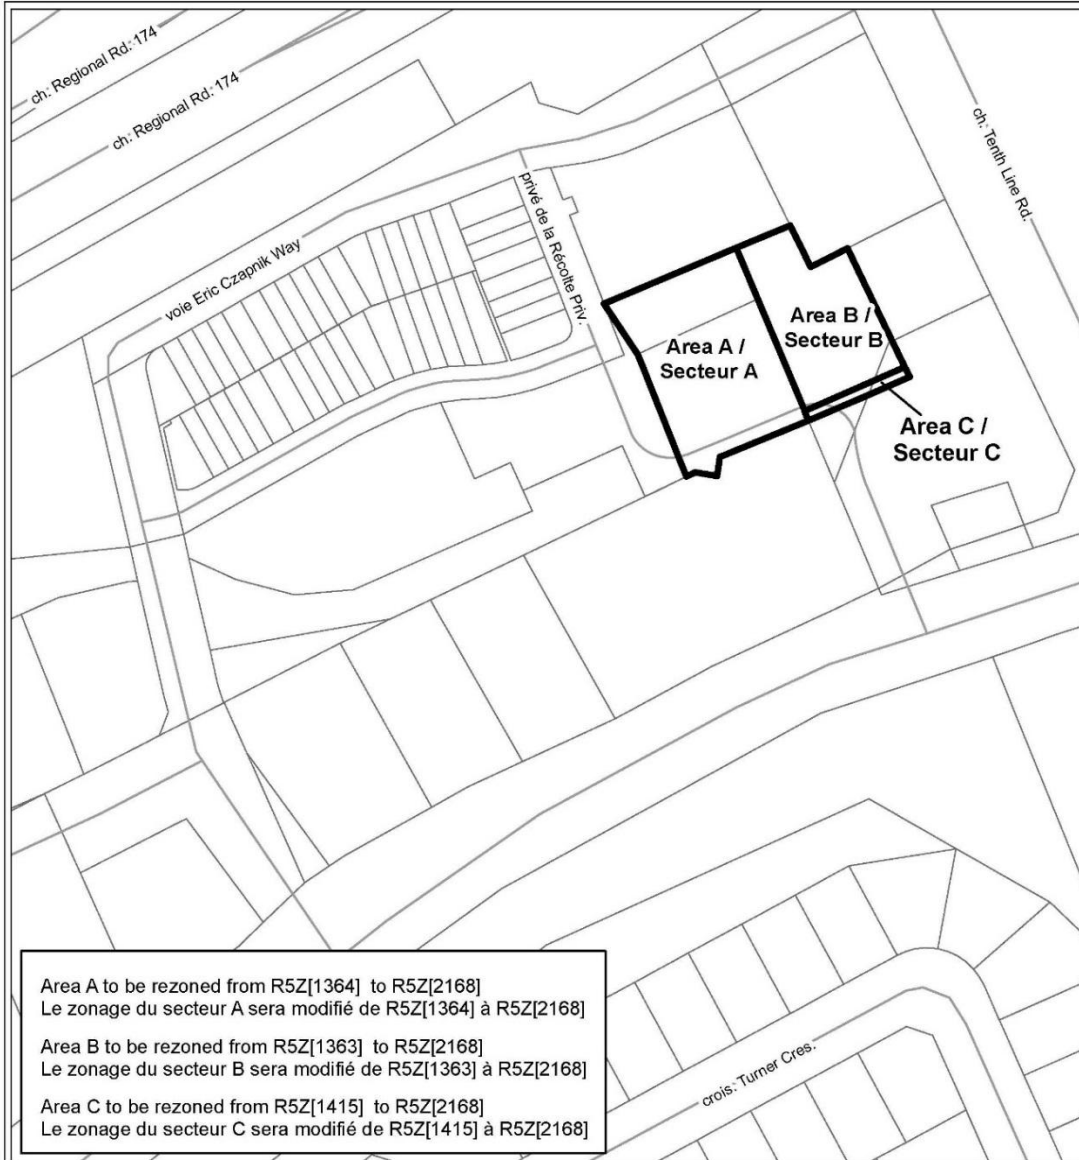 ch. Regional Rd. 174
ch. Regional Rd. 174
ch. Tenth Line Rd.
privé de la Récolte Priv.
voie Eric Czapnik Way
Area A /
Secteur A
Area B /
Secteur B
Area C /
Secteur C
crois. Turner Cres.
Area A to be rezoned from R5Z[1364] to R5Z[2168]
Le zonage du secteur A sera modifié de R5Z[1364] à R5Z[2168]
Area B to be rezoned from R5Z[1363] to R5Z[2168]
Le zonage du secteur B sera modifié de R5Z[1363] à R5Z[2168]
Area C to be rezoned from R5Z[1415] to R5Z[2168]
Le zonage du secteur C sera modifié de R5Z[1415] à R5Z[2168]